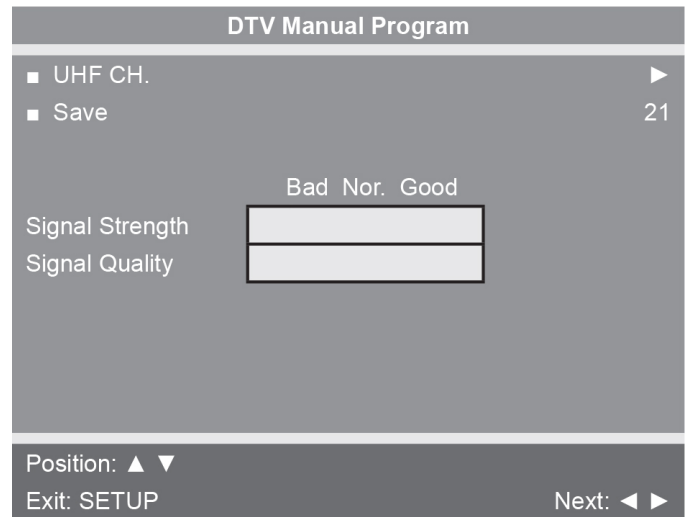 DTV Manual Program
■ UHF CH. ►
■ Save 21
Bad Nor. Good
Signal Strength
Signal Quality
Position: ▲ ▼
Exit: SETUP Next: ◄ ►